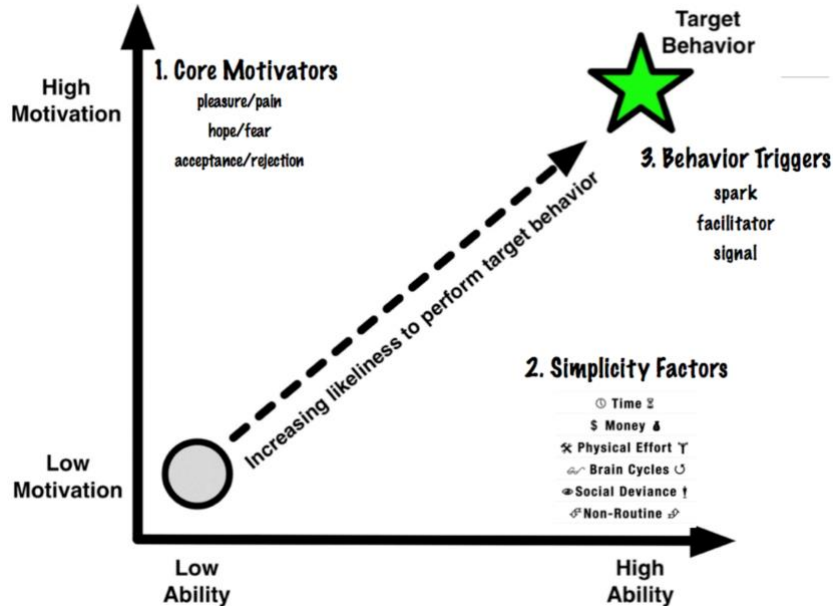 Target
Behavior
1. Core Motivators
pleasure/pain
hope/fear
acceptance/rejection
High
Motivation
3. Behavior Triggers
spark
facilitator
signal
Increasing likeliness to perform target behavior
2. Simplicity Factors
Time
$ Money
Physical Effort
Brain Cycles
Social Deviance
Non-Routine
Low
Motivation
Low
Ability
High
Ability